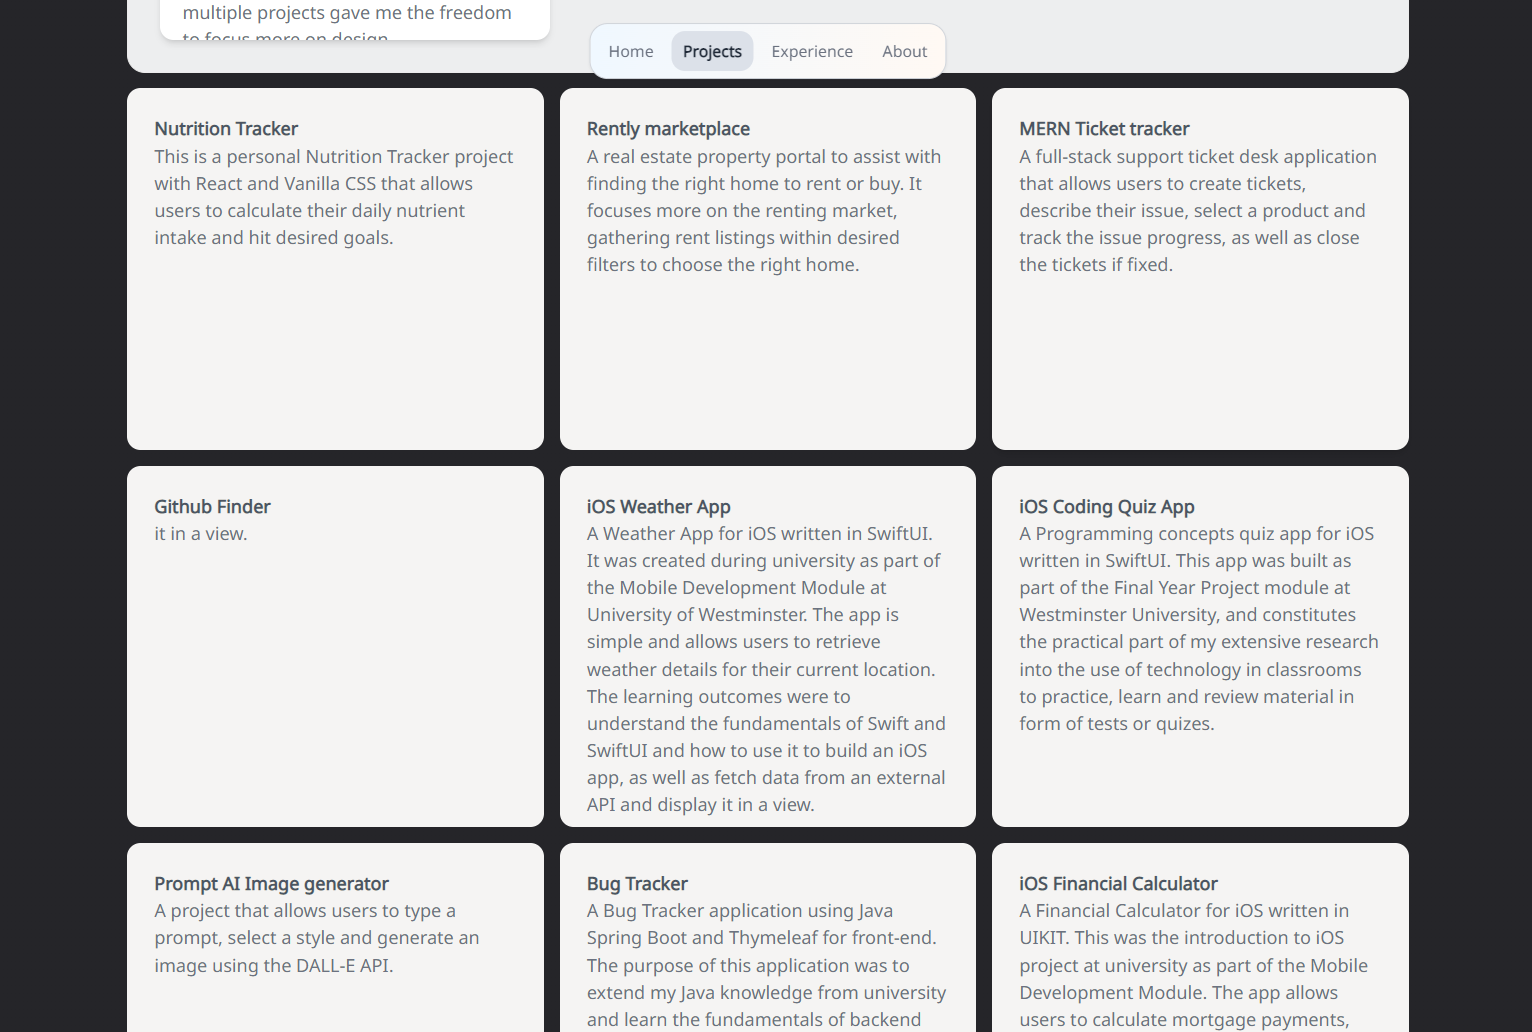 multiple projects gave me the freedom
to focus more on design
Home Projects Experience About
Nutrition Tracker
This is a personal Nutrition Tracker project
with React and Vanilla CSS that allows
users to calculate their daily nutrient
intake and hit desired goals.
Rently marketplace
A real estate property portal to assist with
finding the right home to rent or buy. It
focuses more on the renting market,
gathering rent listings within desired
filters to choose the right home.
MERN Ticket tracker
A full-stack support ticket desk application
that allows users to create tickets,
describe their issue, select a product and
track the issue progress, as well as close
the tickets if fixed.
Github Finder
it in a view.
iOS Weather App
A Weather App for iOS written in SwiftUI.
It was created during university as part of
the Mobile Development Module at
University of Westminster. The app is
simple and allows users to retrieve
weather details for their current location.
The learning outcomes were to
understand the fundamentals of Swift and
SwiftUI and how to use it to build an iOS
app, as well as fetch data from an external
API and display it in a view.
iOS Coding Quiz App
A Programming concepts quiz app for iOS
written in SwiftUI. This app was built as
part of the Final Year Project module at
Westminster University, and constitutes
the practical part of my extensive research
into the use of technology in classrooms
to practice, learn and review material in
form of tests or quizes.
Prompt AI Image generator
A project that allows users to type a
prompt, select a style and generate an
image using the DALL-E API.
Bug Tracker
A Bug Tracker application using Java
Spring Boot and Thymeleaf for front-end.
The purpose of this application was to
extend my Java knowledge from university
and learn the fundamentals of backend
iOS Financial Calculator
A Financial Calculator for iOS written in
UIKIT. This was the introduction to iOS
project at university as part of the Mobile
Development Module. The app allows
users to calculate mortgage payments,